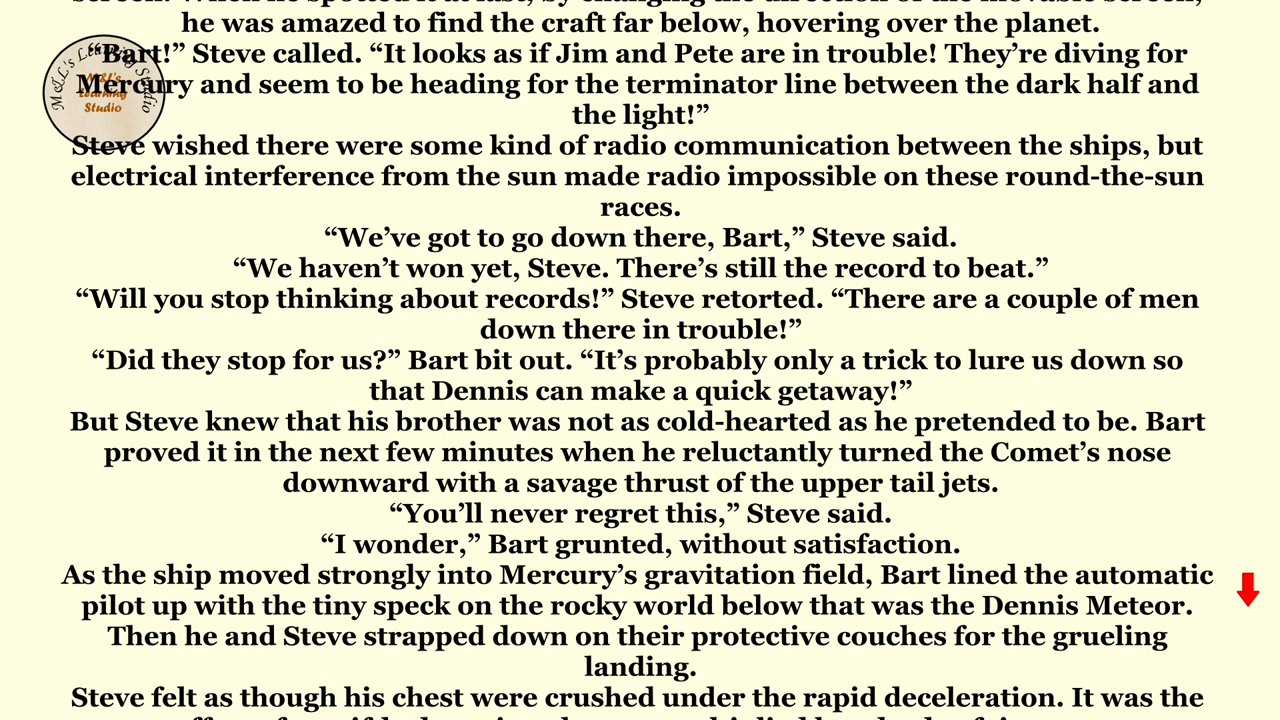 he was amazed to find the craft far below, hovering over the planet.
“Bart!” Steve called. “It looks as if Jim and Pete are in trouble! They’re diving for
Mercury and seem to be heading for the terminator line between the dark half and
the light!”
Steve wished there were some kind of radio communication between the ships, but
electrical interference from the sun made radio impossible on these round-the-sun
races.
“We’ve got to go down there, Bart,” Steve said.
“We haven’t won yet, Steve. There’s still the record to beat.”
“Will you stop thinking about records!” Steve retorted. “There are a couple of men
down there in trouble!”
“Did they stop for us?” Bart bit out. “It’s probably only a trick to lure us down so
that Dennis can make a quick getaway!”
But Steve knew that his brother was not as cold-hearted as he pretended to be. Bart
proved it in the next few minutes when he reluctantly turned the Comet’s nose
downward with a savage thrust of the upper tail jets.
“You’ll never regret this,” Steve said.
“I wonder,” Bart grunted, without satisfaction.
As the ship moved strongly into Mercury’s gravitation field, Bart lined the automatic
pilot up with the tiny speck on the rocky world below that was the Dennis Meteor.
Then he and Steve strapped down on their protective couches for the grueling
landing.
Steve felt as though his chest were crushed under the rapid deceleration. It was the
M&L's Learning Studio
M&L's
Learning
Studio